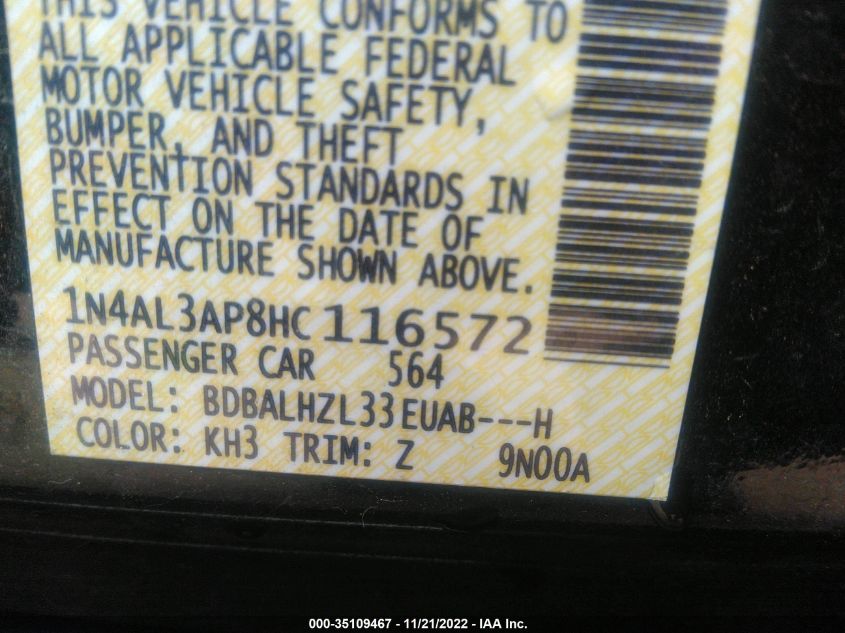 THIS VEHICLE CONFORMS TO
ALL APPLICABLE FEDERAL
MOTOR VEHICLE SAFETY,
BUMPER, AND THEFT
PREVENTION STANDARDS IN
EFFECT ON THE DATE OF
MANUFACTURE SHOWN ABOVE.
1N4AL3AP8HC116572
PASSENGER CAR 564
MODEL: BDBALHZL33EUAB---H
COLOR: KH3 TRIM: Z 9N00A
000-35109467 - 11/21/2022 - IAA Inc.